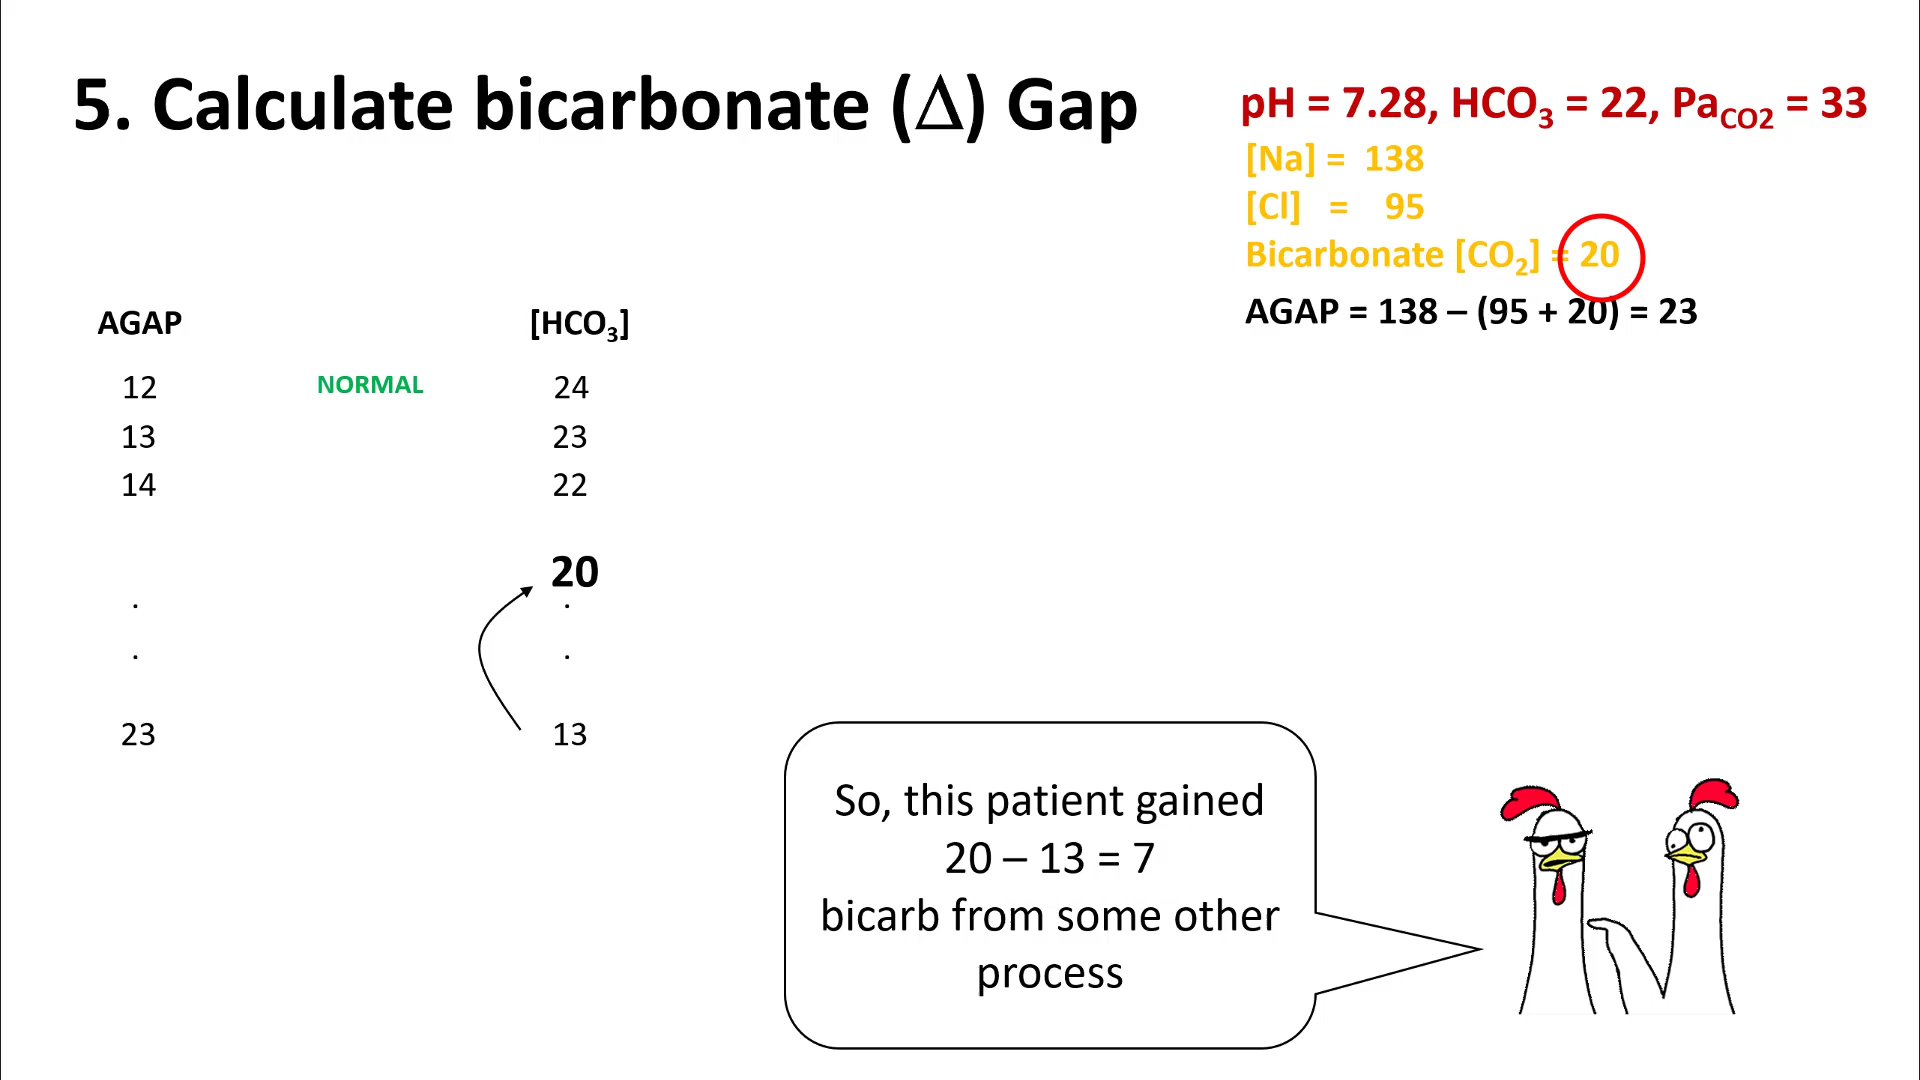 5. Calculate bicarbonate (Δ) Gap
pH = 7.28, HCO₃ = 22, Pa_CO2 = 33
[Na] = 138
[Cl] = 95
Bicarbonate [CO₂] = 20
AGAP = 138 – (95 + 20) = 23
AGAP [HCO₃]
12 NORMAL 24
13 23
14 22
20
. .
. .
23 13
So, this patient gained
20 – 13 = 7
bicarb from some other
process